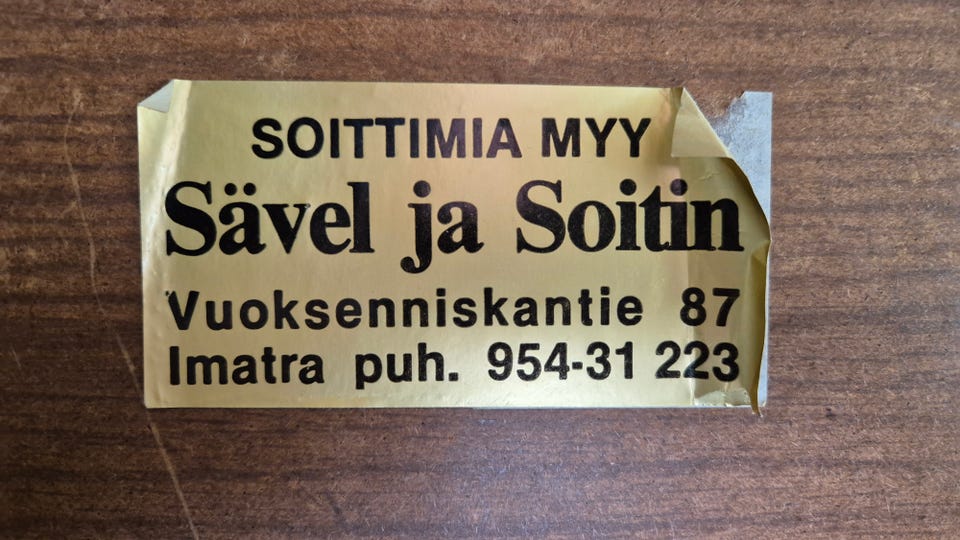 SOITTIMIA MYY
Sävel ja Soitin
Vuoksenniskantie 87
Imatra puh. 954-31 223